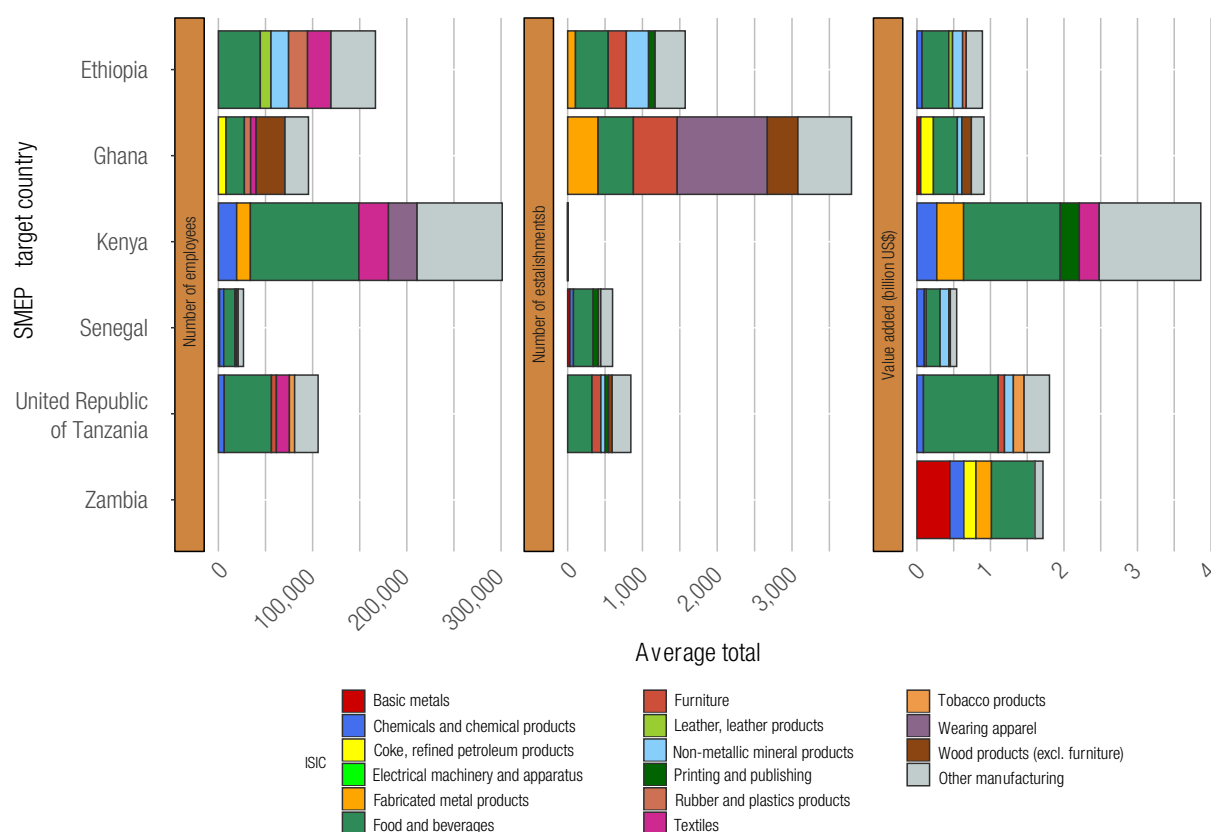 SMEP target country
Ethiopia
Ghana
Kenya
Senegal
United Republic
of Tanzania
Zambia
Number of employees
Number of estalishmentsb
Value added (billion US$)
0
100,000
200,000
300,000
0
1,000
2,000
3,000
0
1
2
3
4
Average total
ISIC
Basic metals
Chemicals and chemical products
Coke, refined petroleum products
Electrical machinery and apparatus
Fabricated metal products
Food and beverages
Furniture
Leather, leather products
Non-metallic mineral products
Printing and publishing
Rubber and plastics products
Textiles
Tobacco products
Wearing apparel
Wood products (excl. furniture)
Other manufacturing